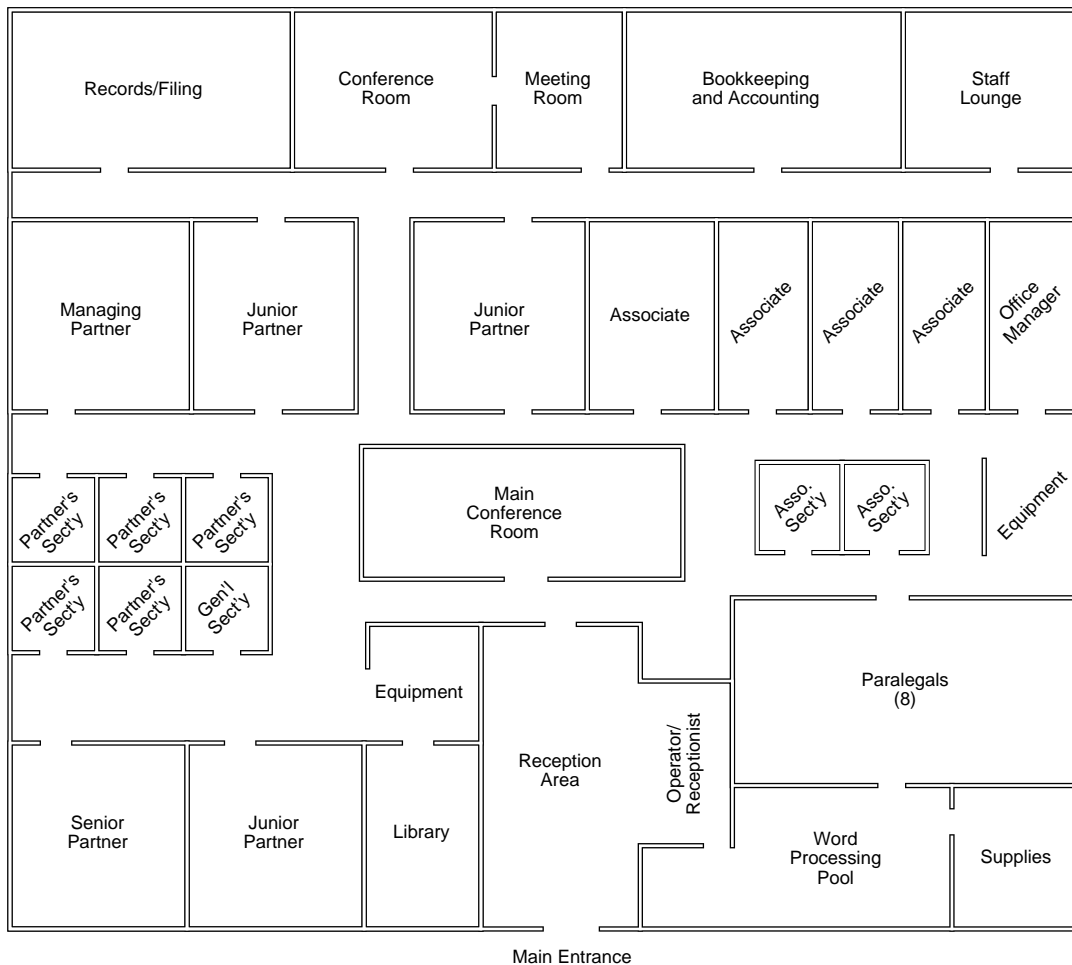 Records/Filing
Conference
Room
Meeting
Room
Bookkeeping
and Accounting
Staff
Lounge
Managing
Partner
Junior
Partner
Junior
Partner
Associate
Associate
Associate
Associate
Office
Manager
Partner's
Sect'y
Partner's
Sect'y
Partner's
Sect'y
Main
Conference
Room
Asso.
Sect'y
Asso.
Sect'y
Equipment
Partner's
Sect'y
Partner's
Sect'y
Gen'l
Sect'y
Equipment
Reception
Area
Operator/
Receptionist
Paralegals
(8)
Senior
Partner
Junior
Partner
Library
Word
Processing
Pool
Supplies
Main Entrance